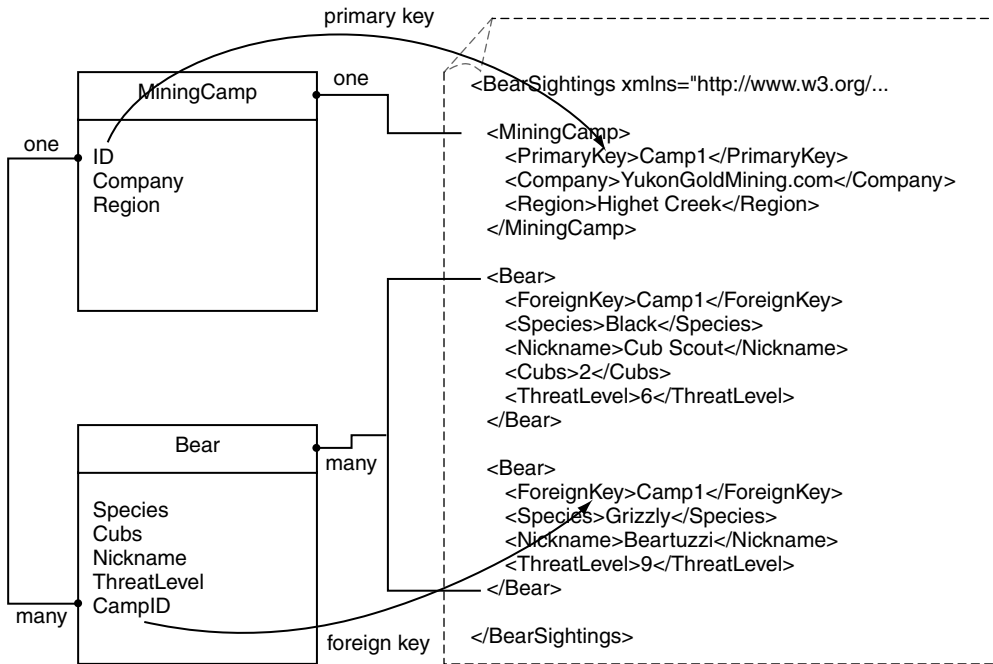 primary key
one
MiningCamp
one
ID
Company
Region
Bear
many
Species
Cubs
Nickname
ThreatLevel
CampID
many
foreign key
<BearSightings xmlns="http://www.w3.org/...
<MiningCamp>
<PrimaryKey>Camp1</PrimaryKey>
<Company>YukonGoldMining.com</Company>
<Region>Highet Creek</Region>
</MiningCamp>
<Bear>
<ForeignKey>Camp1</ForeignKey>
<Species>Black</Species>
<Nickname>Cub Scout</Nickname>
<Cubs>2</Cubs>
<ThreatLevel>6</ThreatLevel>
</Bear>
<Bear>
<ForeignKey>Camp1</ForeignKey>
<Species>Grizzly</Species>
<Nickname>Beartuzzi</Nickname>
<ThreatLevel>9</ThreatLevel>
</Bear>
</BearSightings>